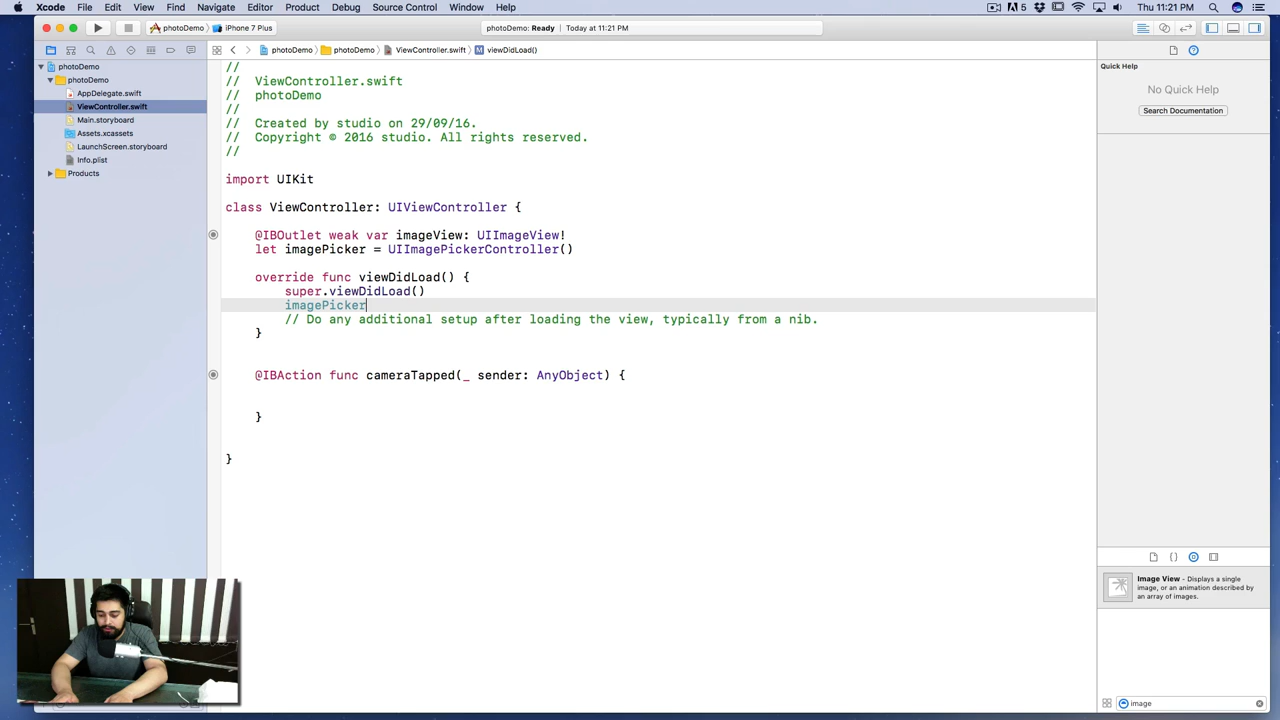 Xcode File Edit View Find Navigate Editor Product Debug Source Control Window Help
5 Thu 11:21 PM
photoDemo iPhone 7 Plus
photoDemo: Ready Today at 11:21 PM
photoDemo photoDemo ViewController.swift M viewDidLoad()
photoDemo
photoDemo
AppDelegate.swift
ViewController.swift
Main.storyboard
Assets.xcassets
LaunchScreen.storyboard
Info.plist
Products
//
// ViewController.swift
// photoDemo
//
// Created by studio on 29/09/16.
// Copyright © 2016 studio. All rights reserved.
//
import UIKit
class ViewController: UIViewController {
@IBOutlet weak var imageView: UIImageView!
let imagePicker = UIImagePickerController()
override func viewDidLoad() {
super.viewDidLoad()
imagePicker
// Do any additional setup after loading the view, typically from a nib.
}
@IBAction func cameraTapped(_ sender: AnyObject) {
}
}
Quick Help
No Quick Help
Search Documentation
{ }
Image View - Displays a single
image, or an animation described by
an array of images.
image